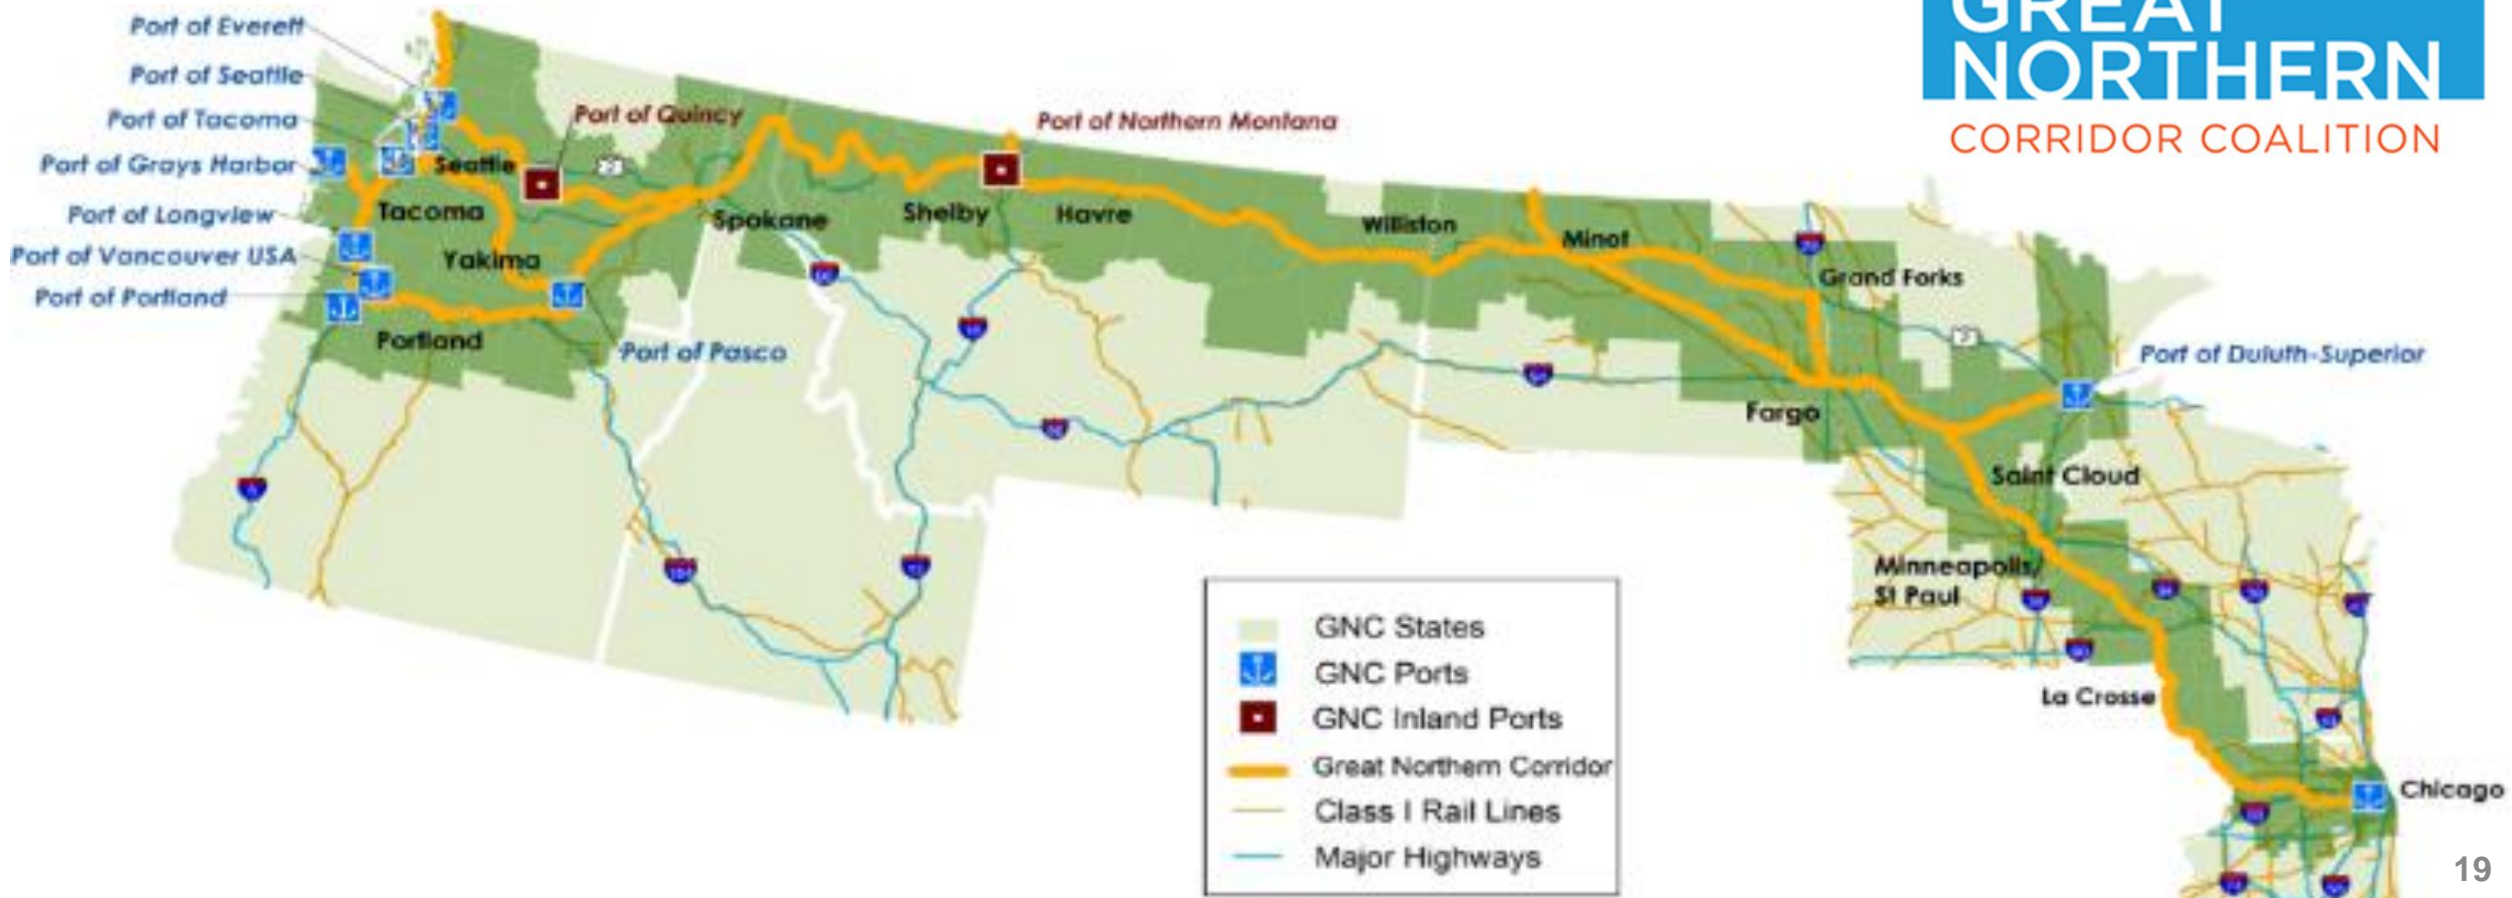 GREAT
NORTHERN
CORRIDOR COALITION
Port of Everett
Port of Seattle
Port of Tacoma
Port of Grays Harbor
Port of Longview
Port of Vancouver USA
Port of Portland
Port of Quincy
Port of Northern Montana
Port of Pasco
Port of Duluth-Superior
Seattle
Tacoma
Yakima
Portland
Spokane
Shelby
Havre
Williston
Minot
Grand Forks
Fargo
Saint Cloud
Minneapolis/
St Paul
La Crosse
Chicago
2
2
GNC States
GNC Ports
GNC Inland Ports
Great Northern Corridor
Class I Rail Lines
Major Highways
19